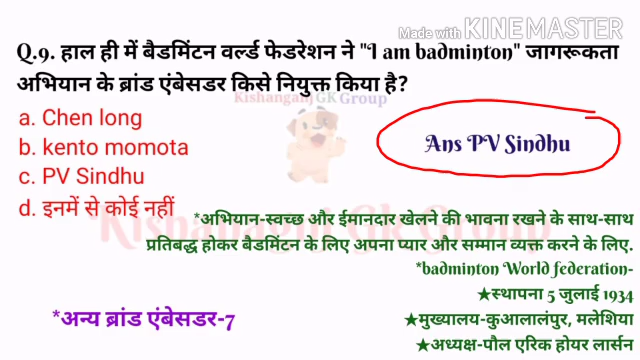 Made with KINEMASTER
Q.9. हाल ही में बैडमिंटन वर्ल्ड फेडरेशन ने "I am badminton" जागरूकता
अभियान के ब्रांड एंबेसडर किसे नियुक्त किया है?
Kishanganj GK Group
a. Chen long
b. kento momota
c. PV Sindhu
d. इनमें से कोई नहीं
Ans PV Sindhu
Kishanganj Gk Group
*अभियान-स्वच्छ और ईमानदार खेलने की भावना रखने के साथ-साथ
प्रतिबद्ध होकर बैडमिंटन के लिए अपना प्यार और सम्मान व्यक्त करने के लिए.
*badminton World federation-
★स्थापना 5 जुलाई 1934
*अन्य ब्रांड एंबेसडर-7
★मुख्यालय-कुआलालंपुर, मलेशिया
★अध्यक्ष-पौल एरिक होयर लार्सन